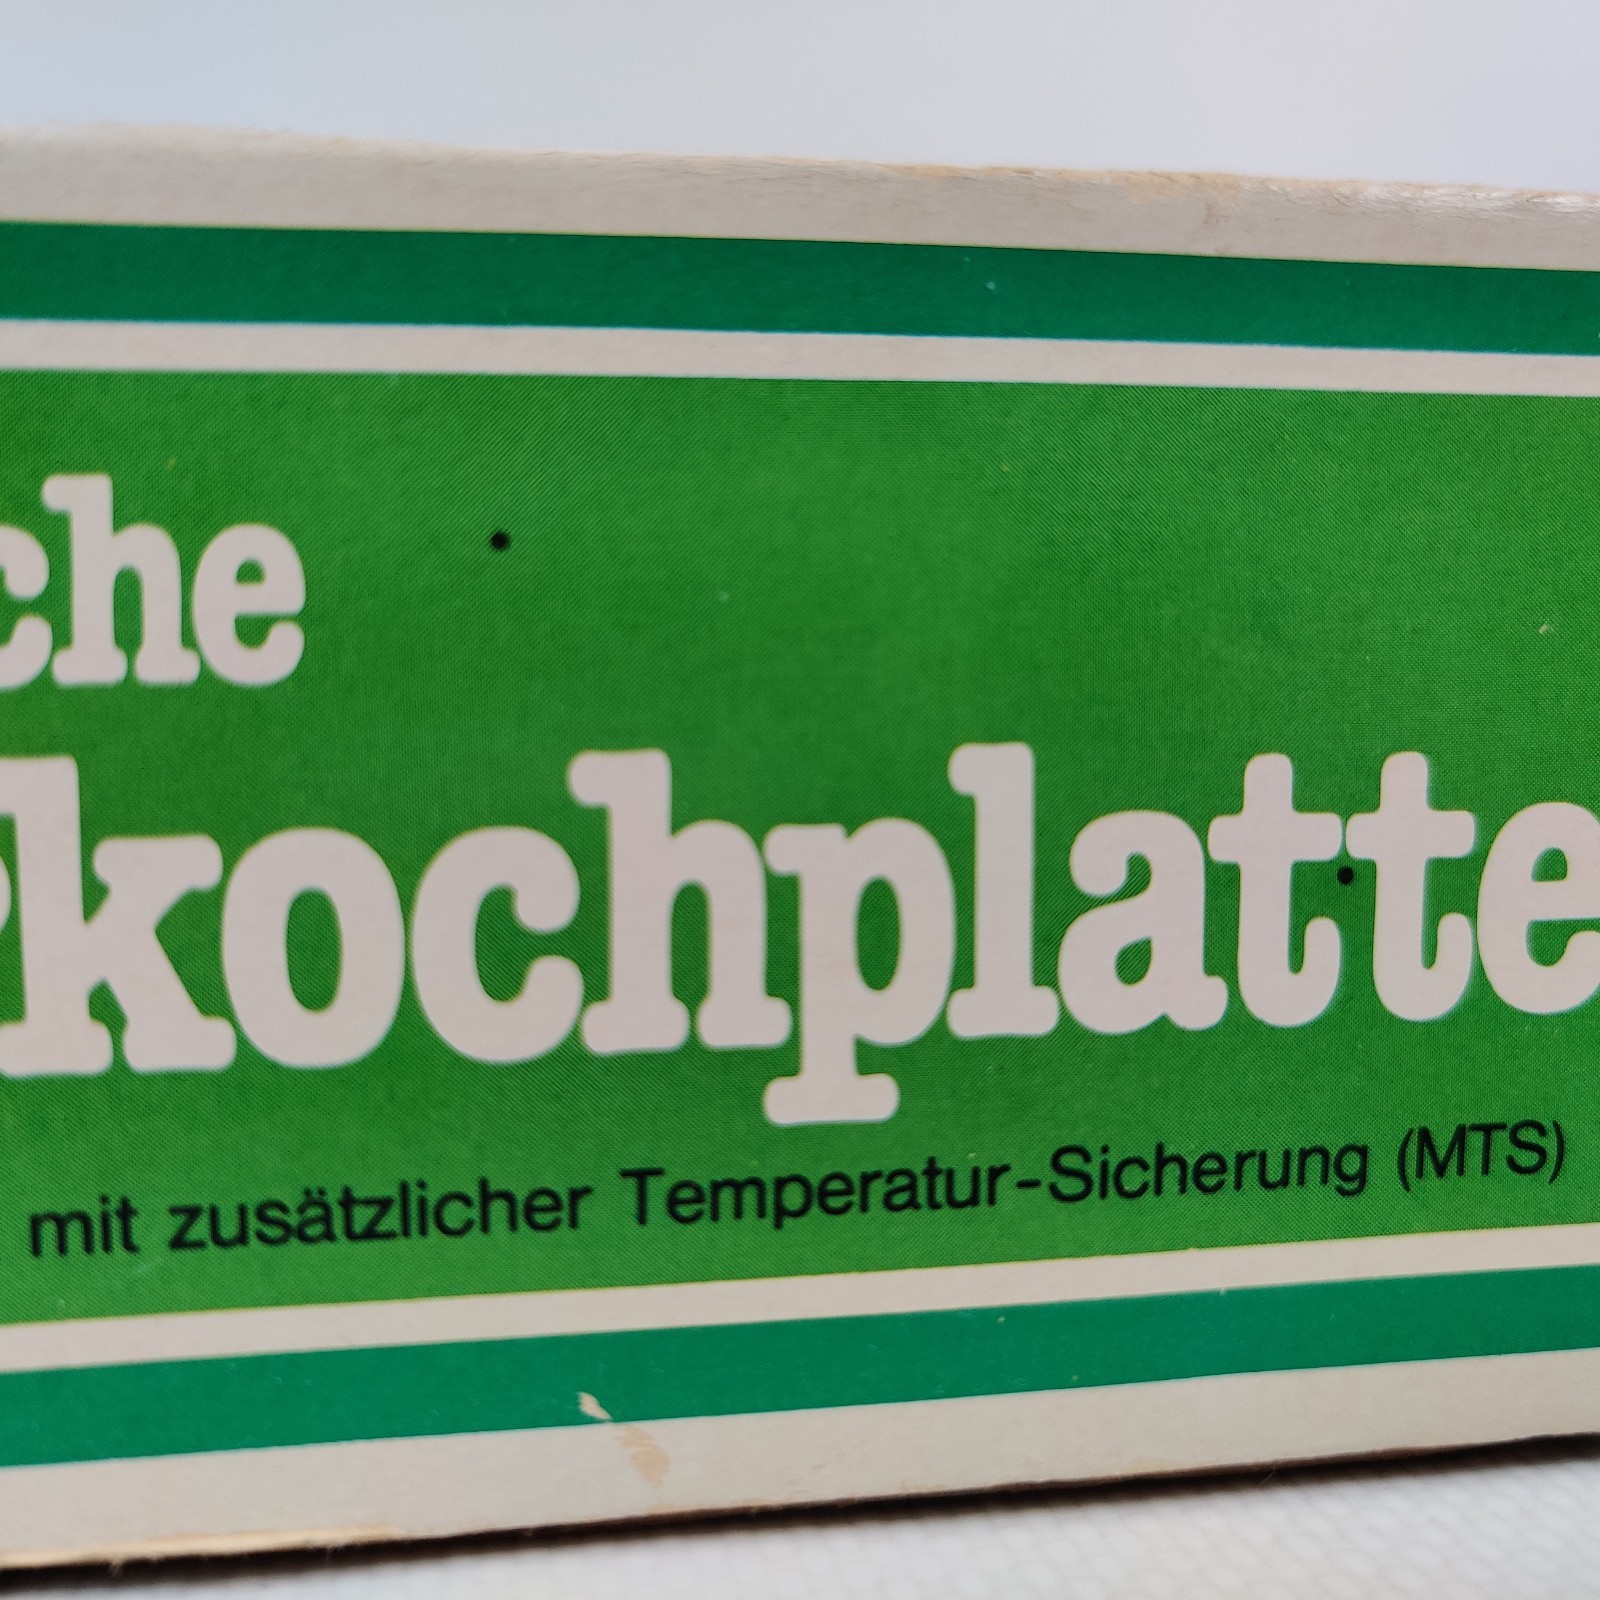 che
kochplatte
mit zusätzlicher Temperatur-Sicherung (MTS)